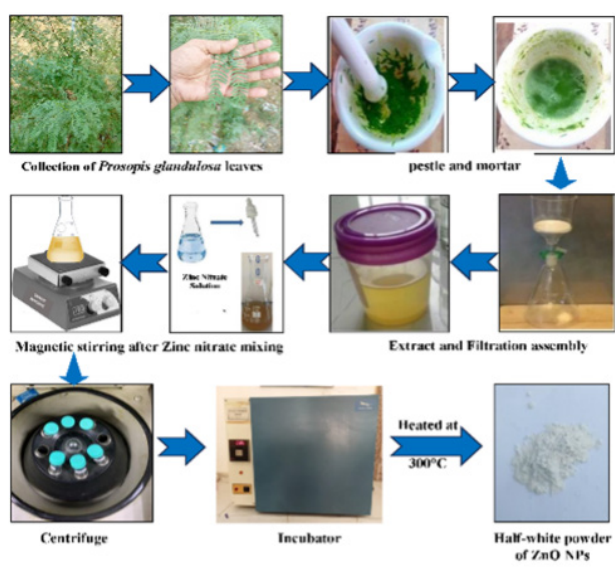 Collection of Prosopis glandulosa leaves
pestle and mortar
Zinc Nitrate
Solution
Magnetic stirring after Zinc nitrate mixing
Extract and Filtration assembly
Heated at
300°C
Centrifuge
Incubator
Half-white powder
of ZnO NPs